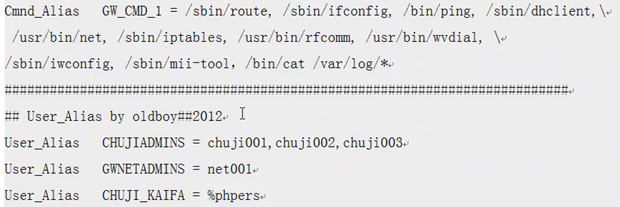 Cmnd_Alias GW_CMD_1 = /sbin/route, /sbin/ifconfig, /bin/ping, /sbin/dhclient,\
/usr/bin/net, /sbin/iptables, /usr/bin/rfcomm, /usr/bin/wvdial, \
/sbin/iwconfig, /sbin/mii-tool, /bin/cat /var/log/*
##############################################################################
## User_Alias by oldboy##2012
User_Alias CHUJIADMINS = chuji001,chuji002,chuji003
User_Alias GWNETADMINS = net001
User_Alias CHUJI_KAIFA = %phpers